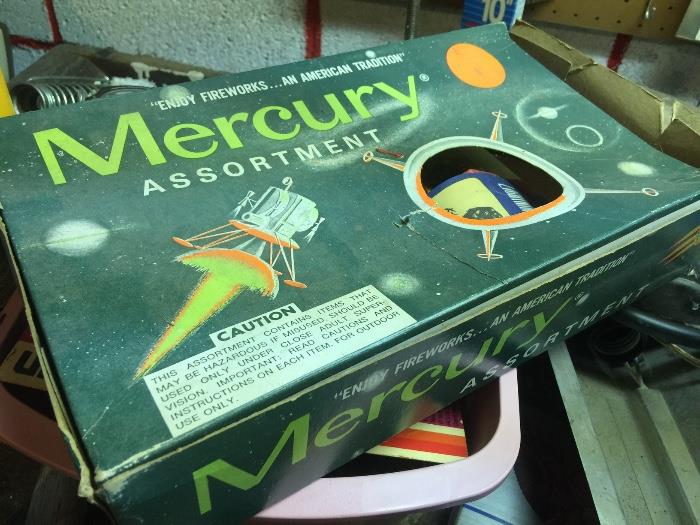 10"
"ENJOY FIREWORKS...AN AMERICAN TRADITION"
Mercury®
ASSORTMENT
CAUTION
THIS ASSORTMENT CONTAINS ITEMS THAT
MAY BE HAZARDOUS IF MISUSED. SHOULD BE
USED ONLY UNDER CLOSE ADULT SUPER-
VISION. IMPORTANT: READ CAUTIONS AND
INSTRUCTIONS ON EACH ITEM. FOR OUTDOOR
USE ONLY.
"ENJOY FIREWORKS...AN AMERICAN TRADITION"
Mercury®
ASSORTMENT